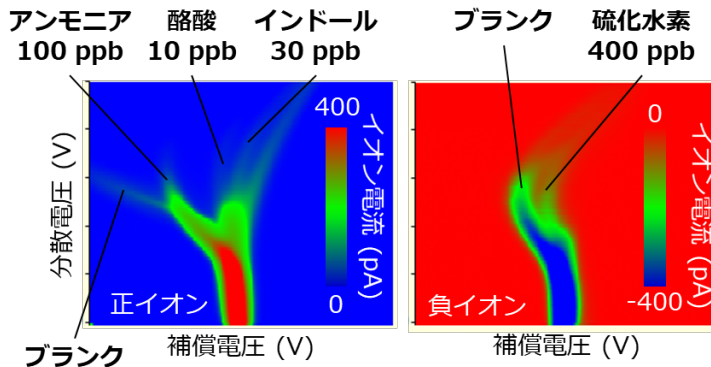 アンモニア
100 ppb
酪酸
10 ppb
インドール
30 ppb
ブランク
硫化水素
400 ppb
分散電圧 (V)
400
イオン電流 (pA)
0
正イオン
補償電圧 (V)
ブランク
0
イオン電流 (pA)
-400
負イオン
補償電圧 (V)